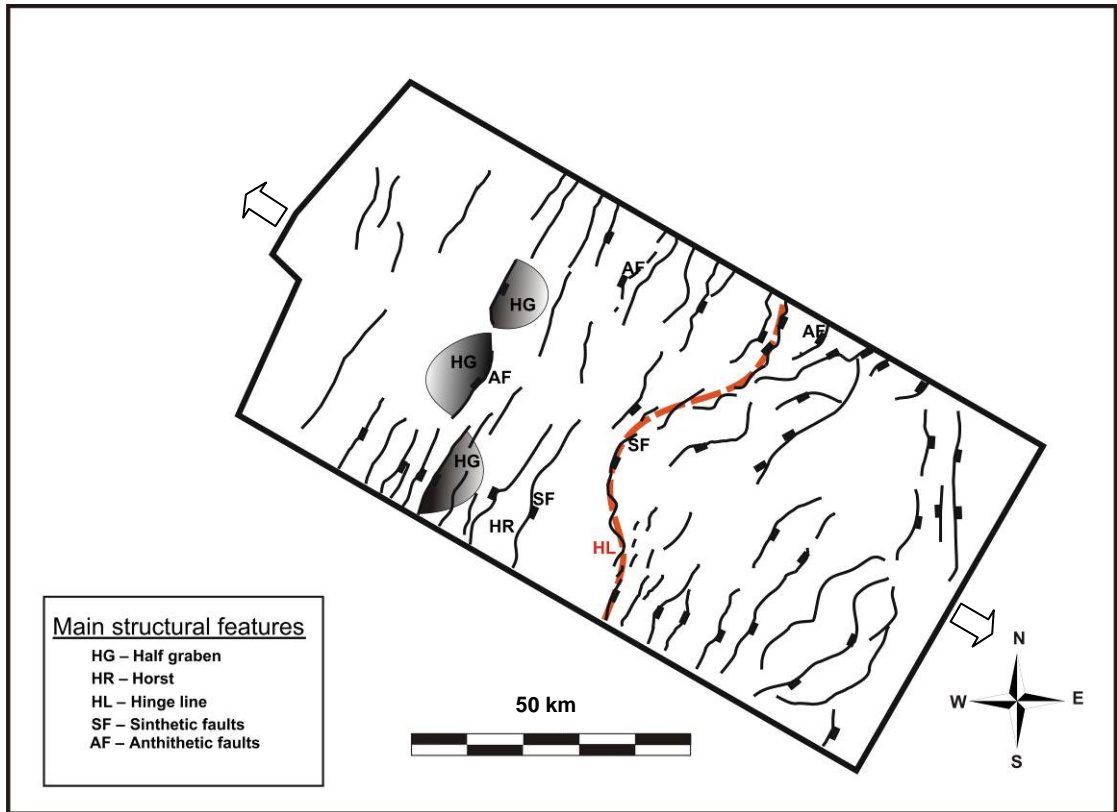 AF
HG
AF
HG
AF
SF
HG
SF
HR
HL
Main structural features
HG – Half graben
HR – Horst
HL – Hinge line
SF – Sinthetic faults
AF – Anthithetic faults
50 km
N
W
E
S